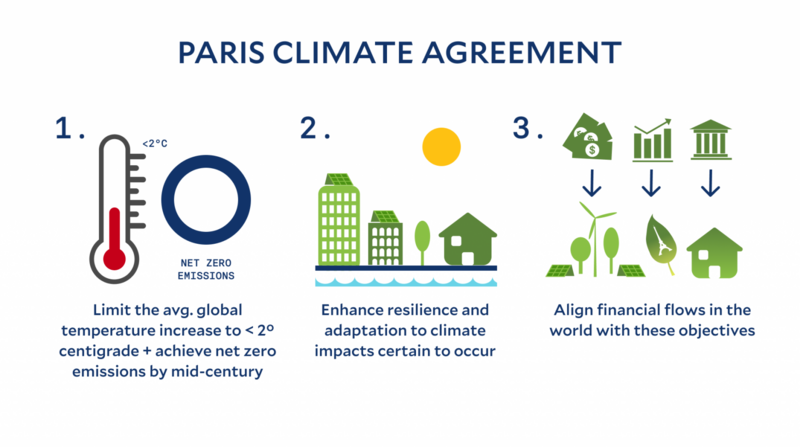 PARIS CLIMATE AGREEMENT
1.
<2°C
NET ZERO
EMISSIONS
Limit the avg. global
temperature increase to < 2º
centigrade + achieve net zero
emissions by mid-century
2.
Enhance resilience and
adaptation to climate
impacts certain to occur
3.
$
Align financial flows in the
world with these objectives